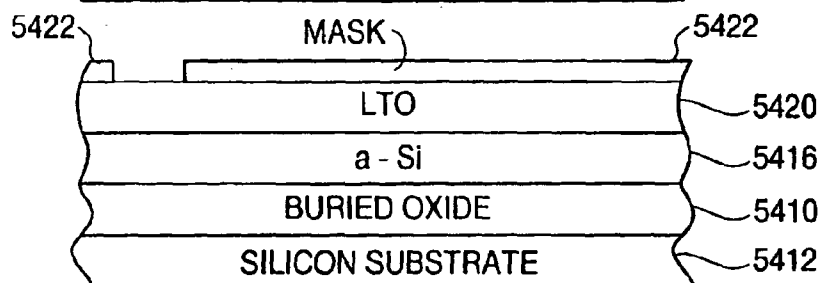 5422 MASK 5422
LTO 5420
a - Si 5416
BURIED OXIDE 5410
SILICON SUBSTRATE 5412